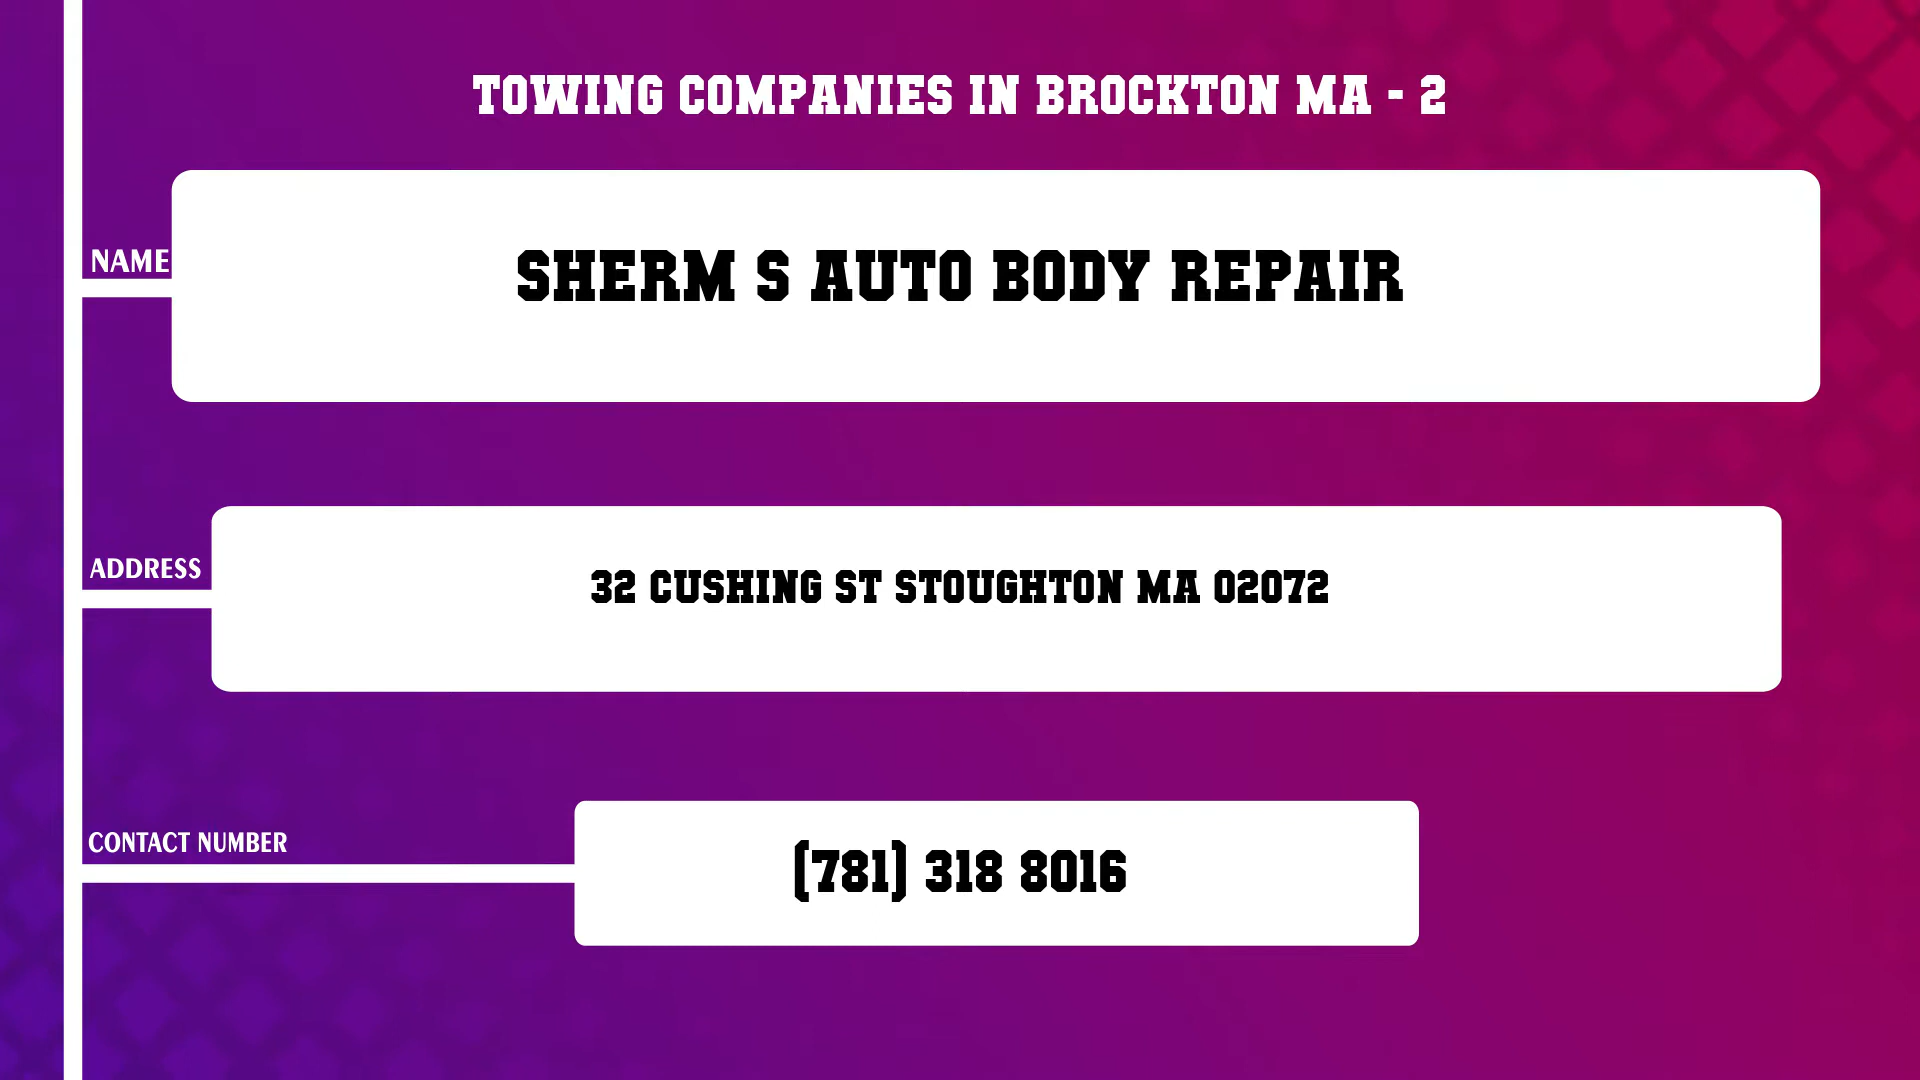 TOWING COMPANIES IN BROCKTON MA - 2
NAME
SHERM S AUTO BODY REPAIR
ADDRESS
32 CUSHING ST STOUGHTON MA 02072
CONTACT NUMBER
(781) 318 8016